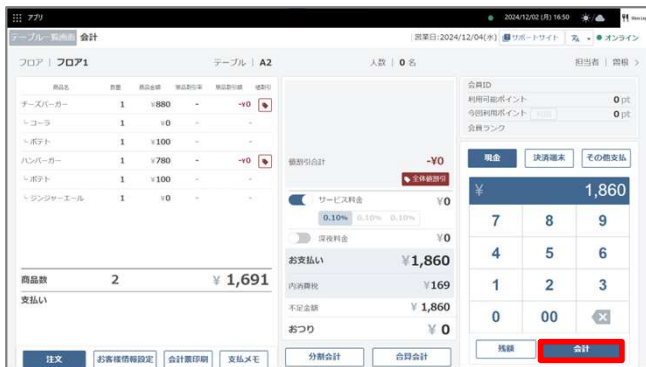 アプリ
2024/12/02 (月) 16:50
テーブル一覧画面 会計
営業日:2024/12/04(水) サポートサイト オンライン
フロア | フロア1 テーブル | A2 人数 | 0 名 担当者 | 曽根 >
商品名 数量 商品金額 単品割引率 単品割引額 値割引
チーズバーガー 1 ¥880 - -¥0
└コーラ 1 ¥0 - -
└ポテト 1 ¥100 - -
ハンバーガー 1 ¥780 - -¥0
└ポテト 1 ¥100 - -
└ジンジャーエール 1 ¥0 - -
商品数 2 ¥ 1,691
支払い
注文 お客様情報設定 会計票印刷 支払メモ
値割引合計 -¥0
全体値割引
サービス料金 ¥0
0.10% 0.10% 0.10%
深夜料金 ¥0
お支払い ¥1,860
内消費税 ¥169
不足金額 ¥ 1,860
おつり ¥ 0
分割会計 合算会計
会員ID
利用可能ポイント 0 pt
今回利用ポイント 0 pt
会員ランク
現金 決済端末 その他支払
¥ 1,860
7 8 9
4 5 6
1 2 3
0 00
残額 会計